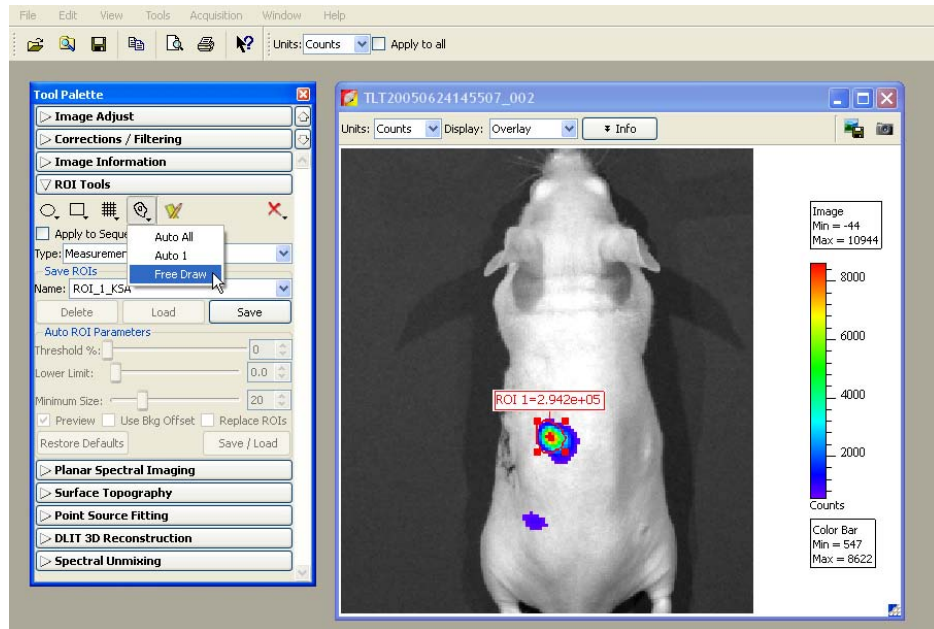 File Edit View Tools Acquisition Window Help
Units: Counts Apply to all
Tool Palette
Image Adjust
Corrections / Filtering
Image Information
ROI Tools
Apply to Seque
Auto All
Type: Measuremen
Auto 1
Save ROIs
Free Draw
Name: ROI_1_KSA
Delete Load Save
Auto ROI Parameters
Threshold %: 0
Lower Limit: 0.0
Minimum Size: 20
Preview Use Bkg Offset Replace ROIs
Restore Defaults Save / Load
Planar Spectral Imaging
Surface Topography
Point Source Fitting
DLIT 3D Reconstruction
Spectral Unmixing
TLT20050624145507_002
Units: Counts Display: Overlay Info
ROI 1=2.942e+05
Image
Min = -44
Max = 10944
8000
6000
4000
2000
Counts
Color Bar
Min = 547
Max = 8622